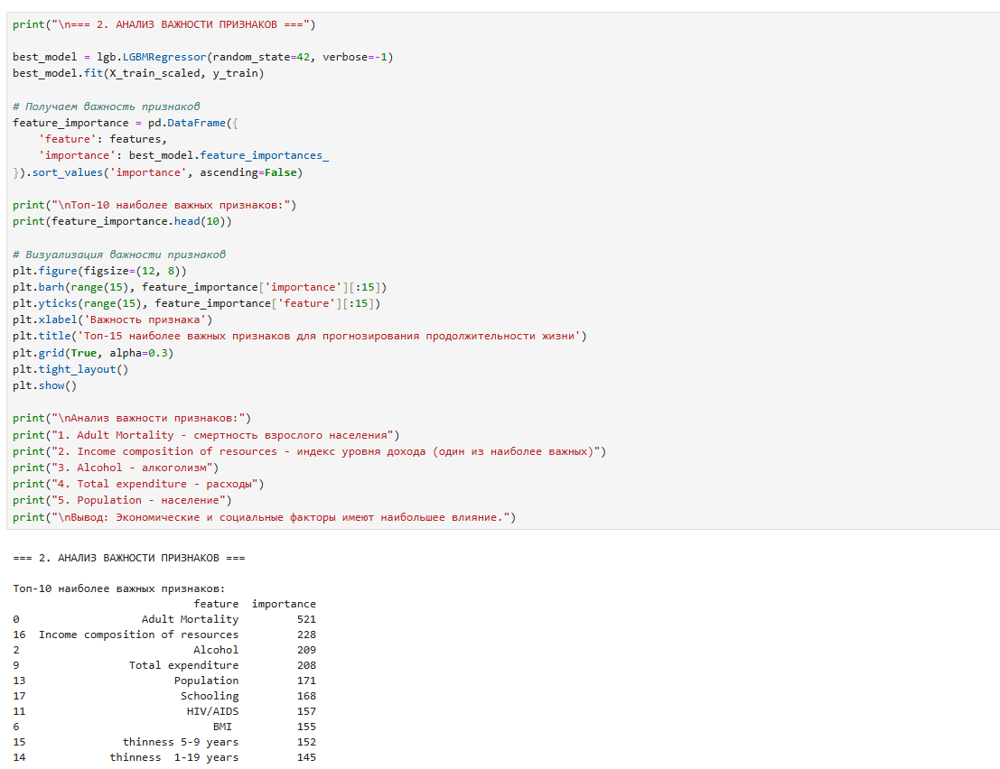 print("\n=== 2. АНАЛИЗ ВАЖНОСТИ ПРИЗНАКОВ ===")
best_model = lgb.LGBMRegressor(random_state=42, verbose=-1)
best_model.fit(X_train_scaled, y_train)
# Получаем важность признаков
feature_importance = pd.DataFrame({
    'feature': features,
    'importance': best_model.feature_importances_
}).sort_values('importance', ascending=False)
print("\nТоп-10 наиболее важных признаков:")
print(feature_importance.head(10))
# Визуализация важности признаков
plt.figure(figsize=(12, 8))
plt.barh(range(15), feature_importance['importance'][:15])
plt.yticks(range(15), feature_importance['feature'][:15])
plt.xlabel('Важность признака')
plt.title('Топ-15 наиболее важных признаков для прогнозирования продолжительности жизни')
plt.grid(True, alpha=0.3)
plt.tight_layout()
plt.show()
print("\nАнализ важности признаков:")
print("1. Adult Mortality - смертность взрослого населения")
print("2. Income composition of resources - индекс уровня дохода (один из наиболее важных)")
print("3. Alcohol - алкоголизм")
print("4. Total expenditure - расходы")
print("5. Population - население")
print("\nВывод: Экономические и социальные факторы имеют наибольшее влияние.")
=== 2. АНАЛИЗ ВАЖНОСТИ ПРИЗНАКОВ ===
Топ-10 наиболее важных признаков:
                            feature  importance
0                   Adult Mortality         521
16  Income composition of resources         228
2                           Alcohol         209
9                 Total expenditure         208
13                       Population         171
17                        Schooling         168
11                         HIV/AIDS         157
6                              BMI          155
15               thinness 5-9 years         152
14             thinness  1-19 years         145